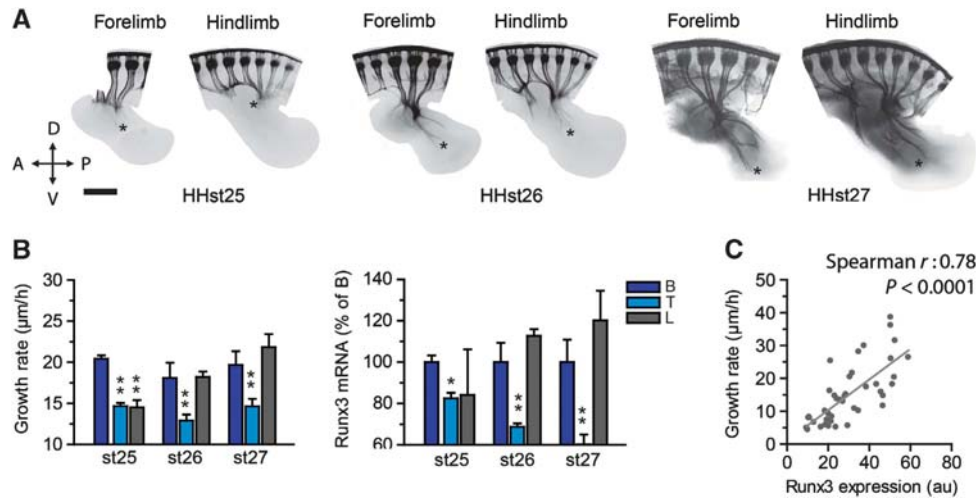 A
Forelimb Hindlimb Forelimb Hindlimb Forelimb Hindlimb
* * * * * *
D
A P
V
HHst25 HHst26 HHst27
B
Growth rate (µm/h)
30
25
20
15
10
** ** ** **
st25 st26 st27
Runx3 mRNA (% of B)
140
120
100
80
60
* ** **
st25 st26 st27
B
T
L
C
Spearman r : 0.78
P < 0.0001
Growth rate (µm/h)
50
40
30
20
10
0
0 20 40 60 80
Runx3 expression (au)